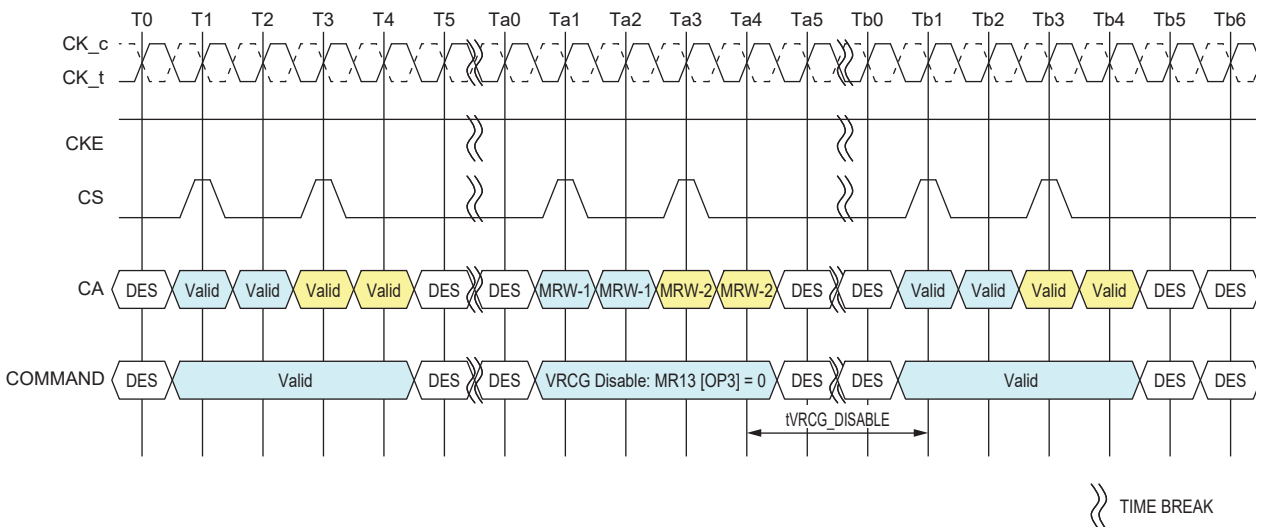 T0 T1 T2 T3 T4 T5 Ta0 Ta1 Ta2 Ta3 Ta4 Ta5 Tb0 Tb1 Tb2 Tb3 Tb4 Tb5 Tb6
CK_c
CK_t
CKE
CS
CA DES Valid Valid Valid Valid DES DES MRW-1 MRW-1 MRW-2 MRW-2 DES DES Valid Valid Valid Valid DES DES
COMMAND DES Valid DES DES VRCG Disable: MR13 [OP3] = 0 DES DES Valid DES DES
tVRCG_DISABLE
TIME BREAK